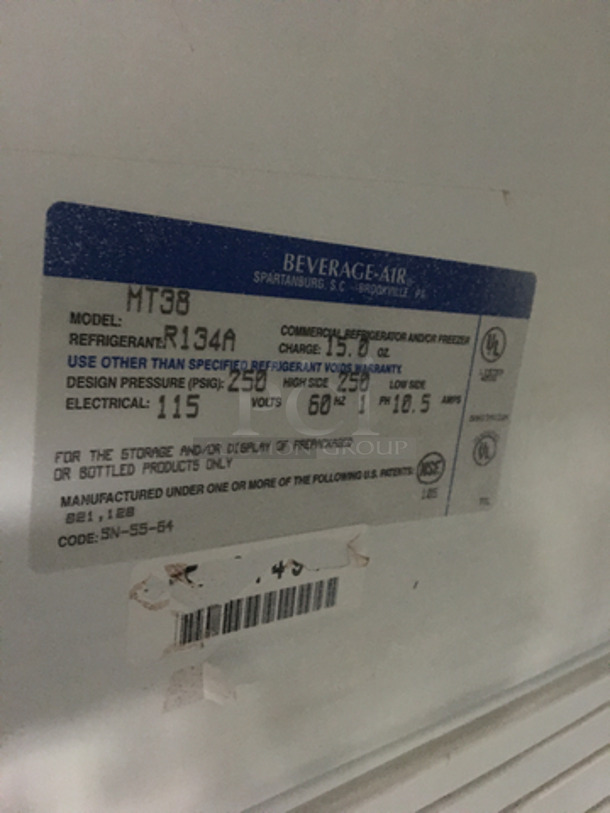 BEVERAGE-AIR
SPARTANBURG, S.C. BROOKVILLE, PA.
MODEL: MT38
COMMERCIAL REFRIGERATOR AND/OR FREEZER
REFRIGERANT: R134A CHARGE: 15.0 OZ.
USE OTHER THAN SPECIFIED REFRIGERANT VOIDS WARRANTY.
DESIGN PRESSURE (PSIG): 250 HIGH SIDE 250 LOW SIDE
ELECTRICAL: 115 VOLTS 60 HZ 1 PH 10.5 AMPS
FOR THE STORAGE AND/OR DISPLAY OF PREPACKAGED
OR BOTTLED PRODUCTS ONLY
MANUFACTURED UNDER ONE OR MORE OF THE FOLLOWING U.S. PATENTS:
821,128
CODE: SN-55-64
UL
LISTED
UL
NSF
GROUP